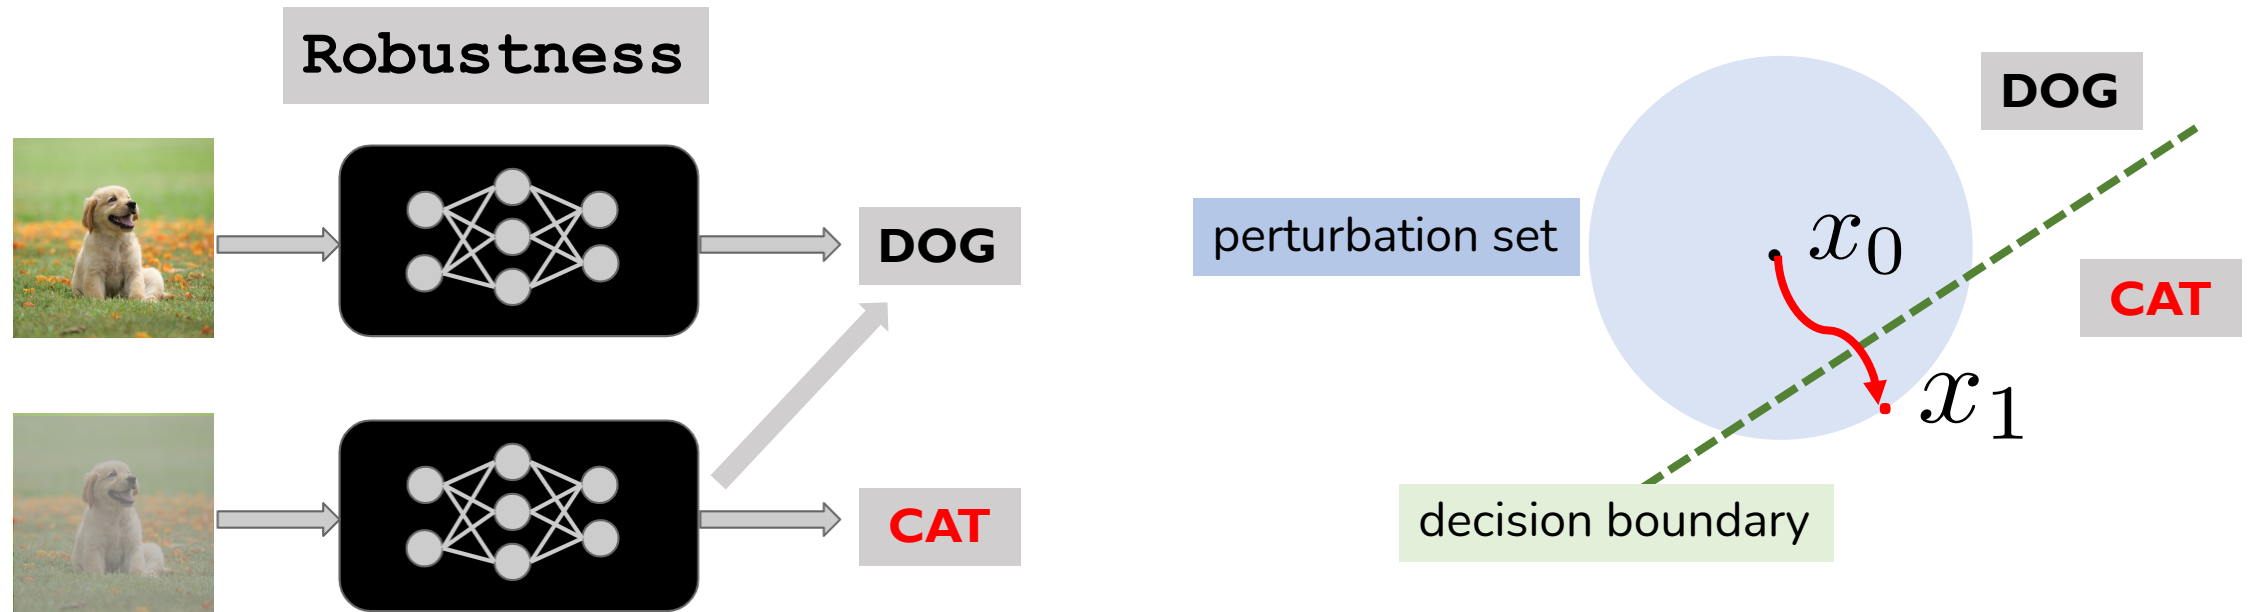 Robustness
DOG
CAT
perturbation set
DOG
x₀
CAT
x₁
decision boundary